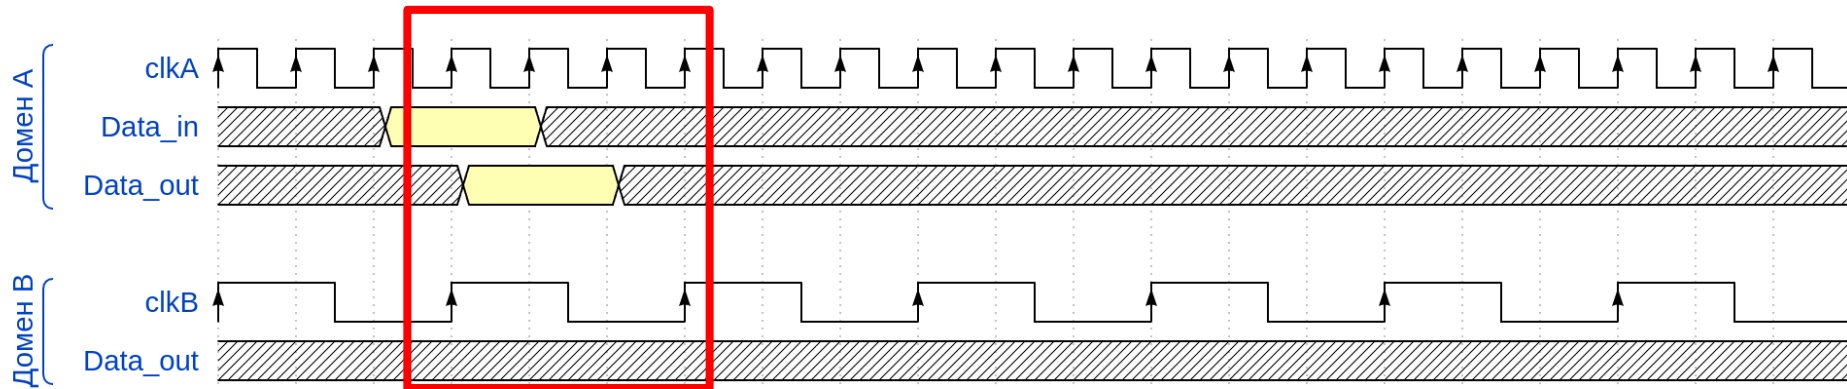 Домен A
clkA
Data_in
Data_out
Домен B
clkB
Data_out